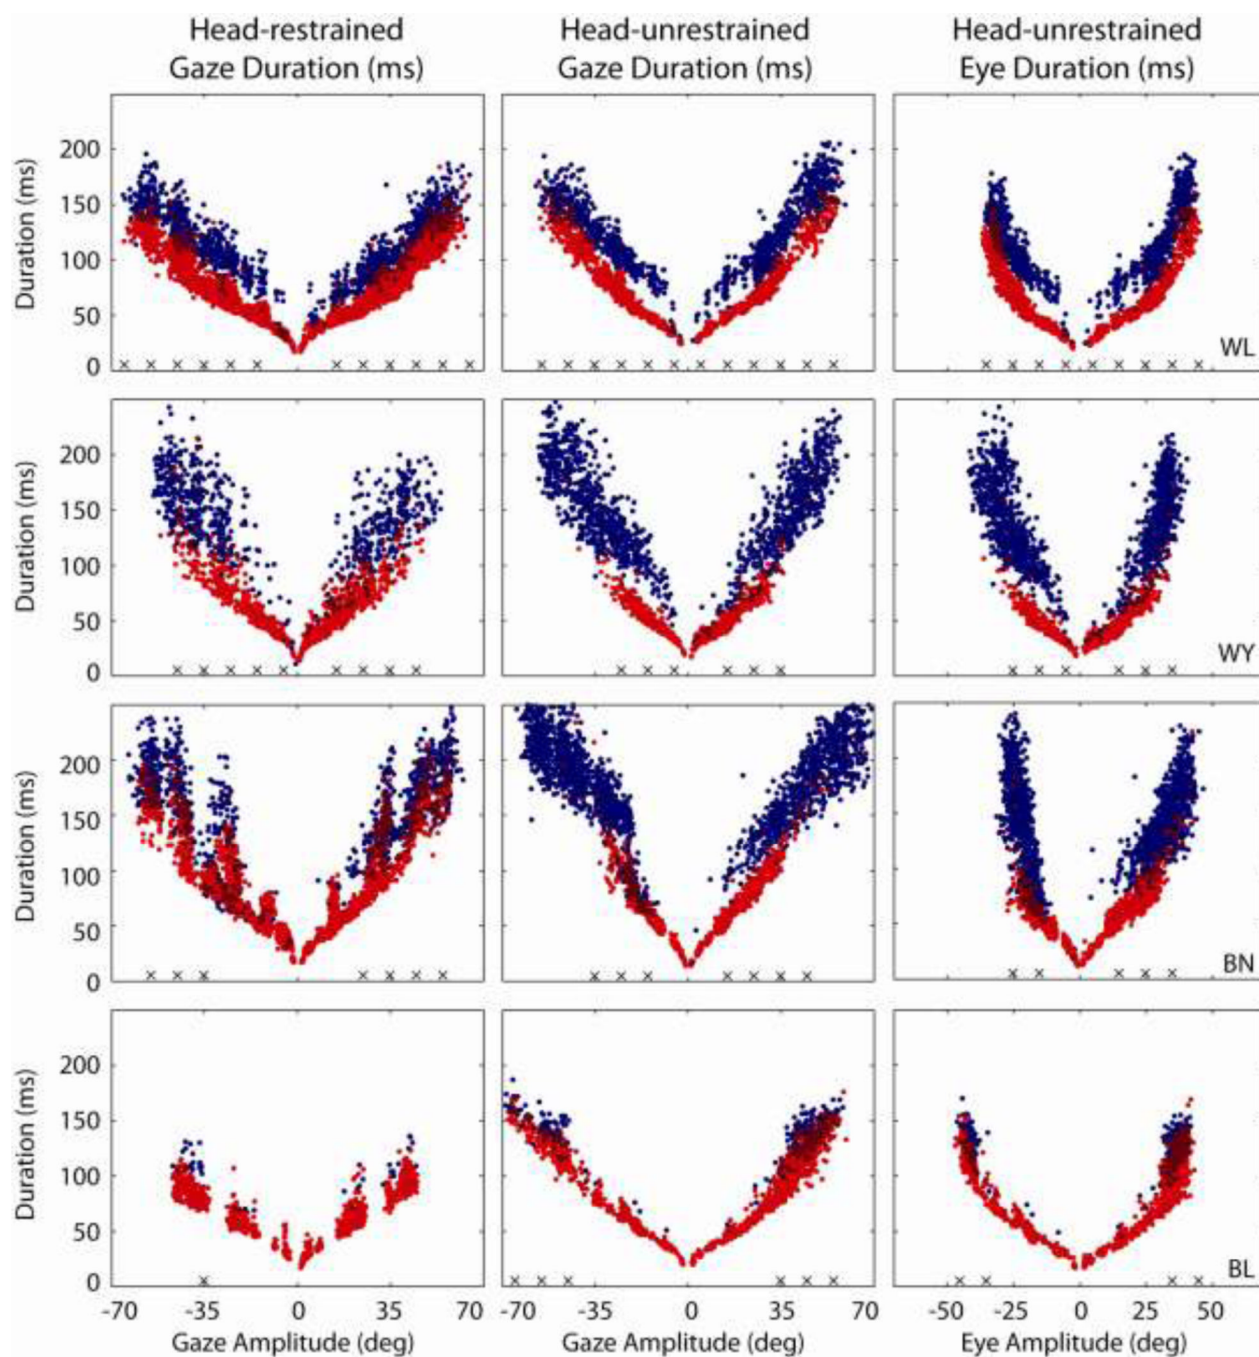 Head-restrained
Gaze Duration (ms)
Head-unrestrained
Gaze Duration (ms)
Head-unrestrained
Eye Duration (ms)
Duration (ms)
200
150
100
50
0
WL
Duration (ms)
200
150
100
50
0
WY
Duration (ms)
200
150
100
50
0
BN
Duration (ms)
200
150
100
50
0
BL
-70 -35 0 35 70
-35 0 35 70
-50 -25 0 25 50
Gaze Amplitude (deg)
Gaze Amplitude (deg)
Eye Amplitude (deg)